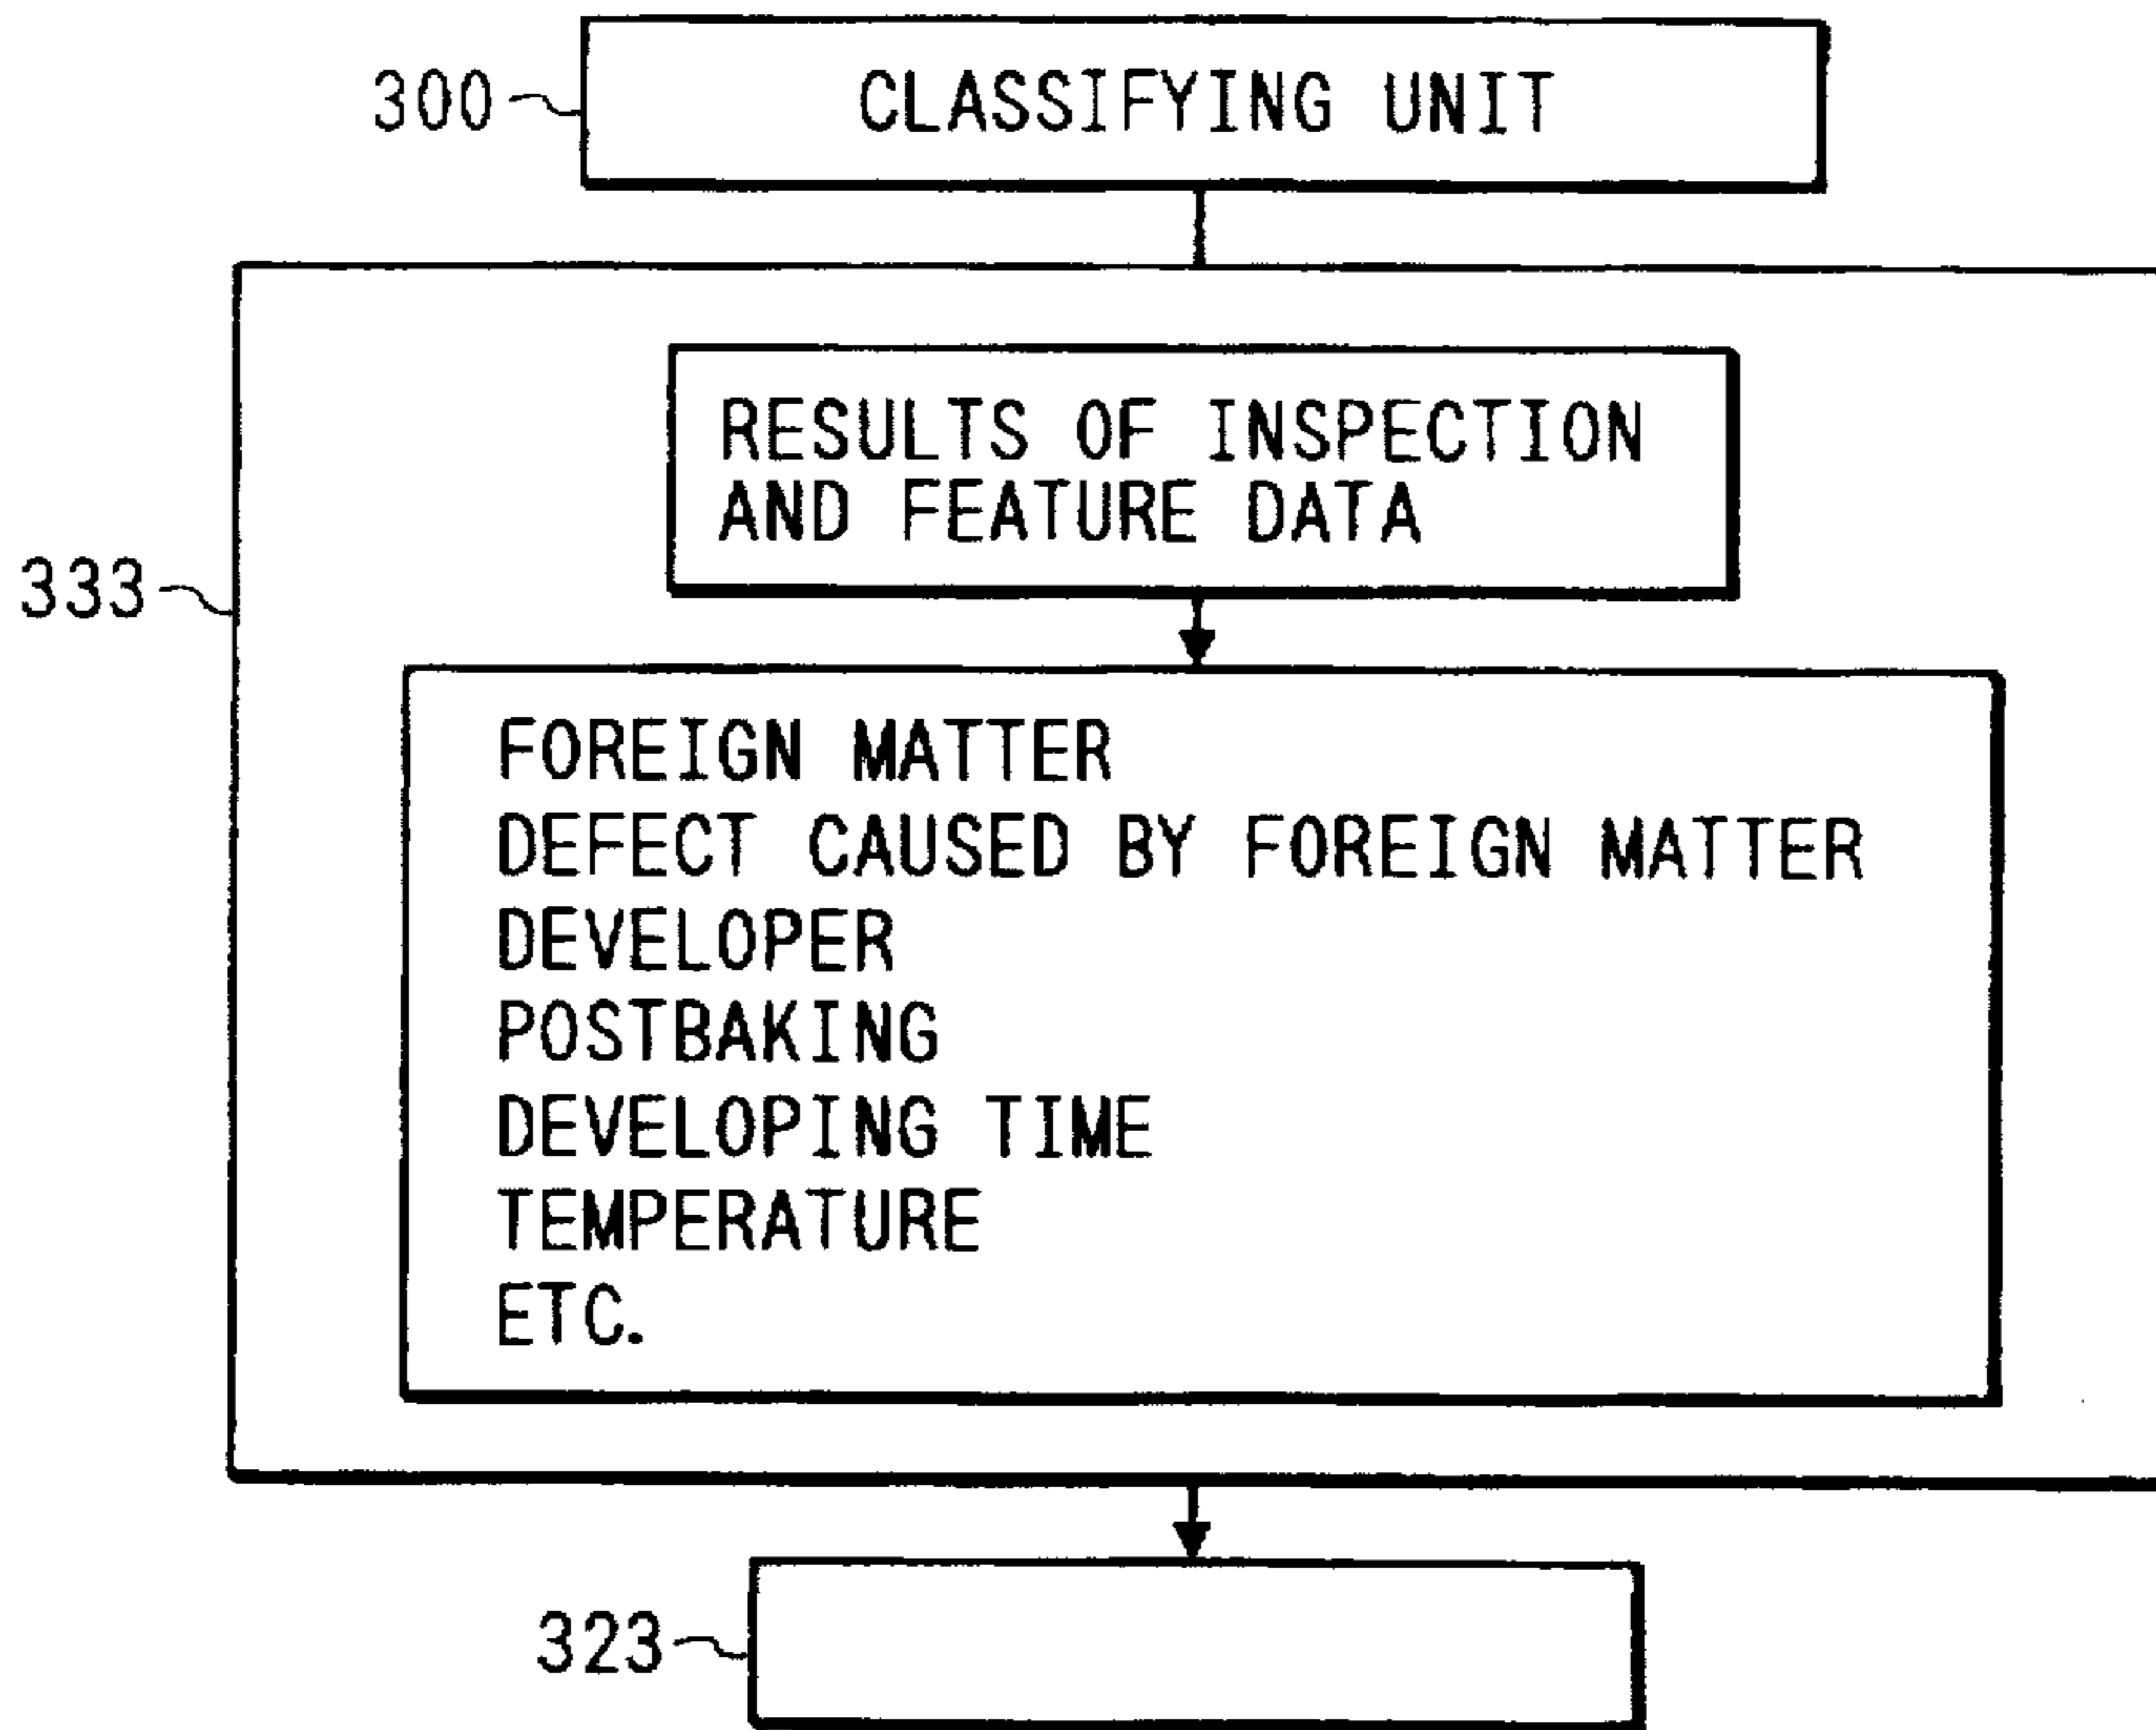 300 CLASSIFYING UNIT
RESULTS OF INSPECTION
AND FEATURE DATA
333
FOREIGN MATTER
DEFECT CAUSED BY FOREIGN MATTER
DEVELOPER
POSTBAKING
DEVELOPING TIME
TEMPERATURE
ETC.
323